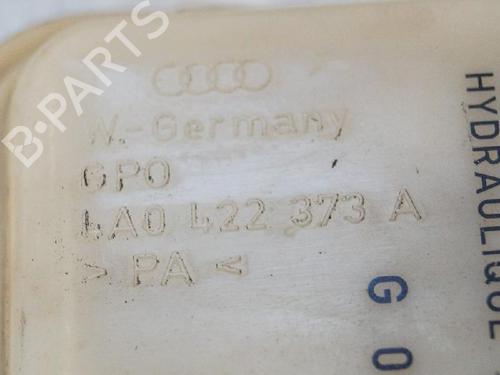 B-PARTS
W.-Germany
GPO
4A0 422 373 A
> PA <
HYDRAULIQUE
G 0